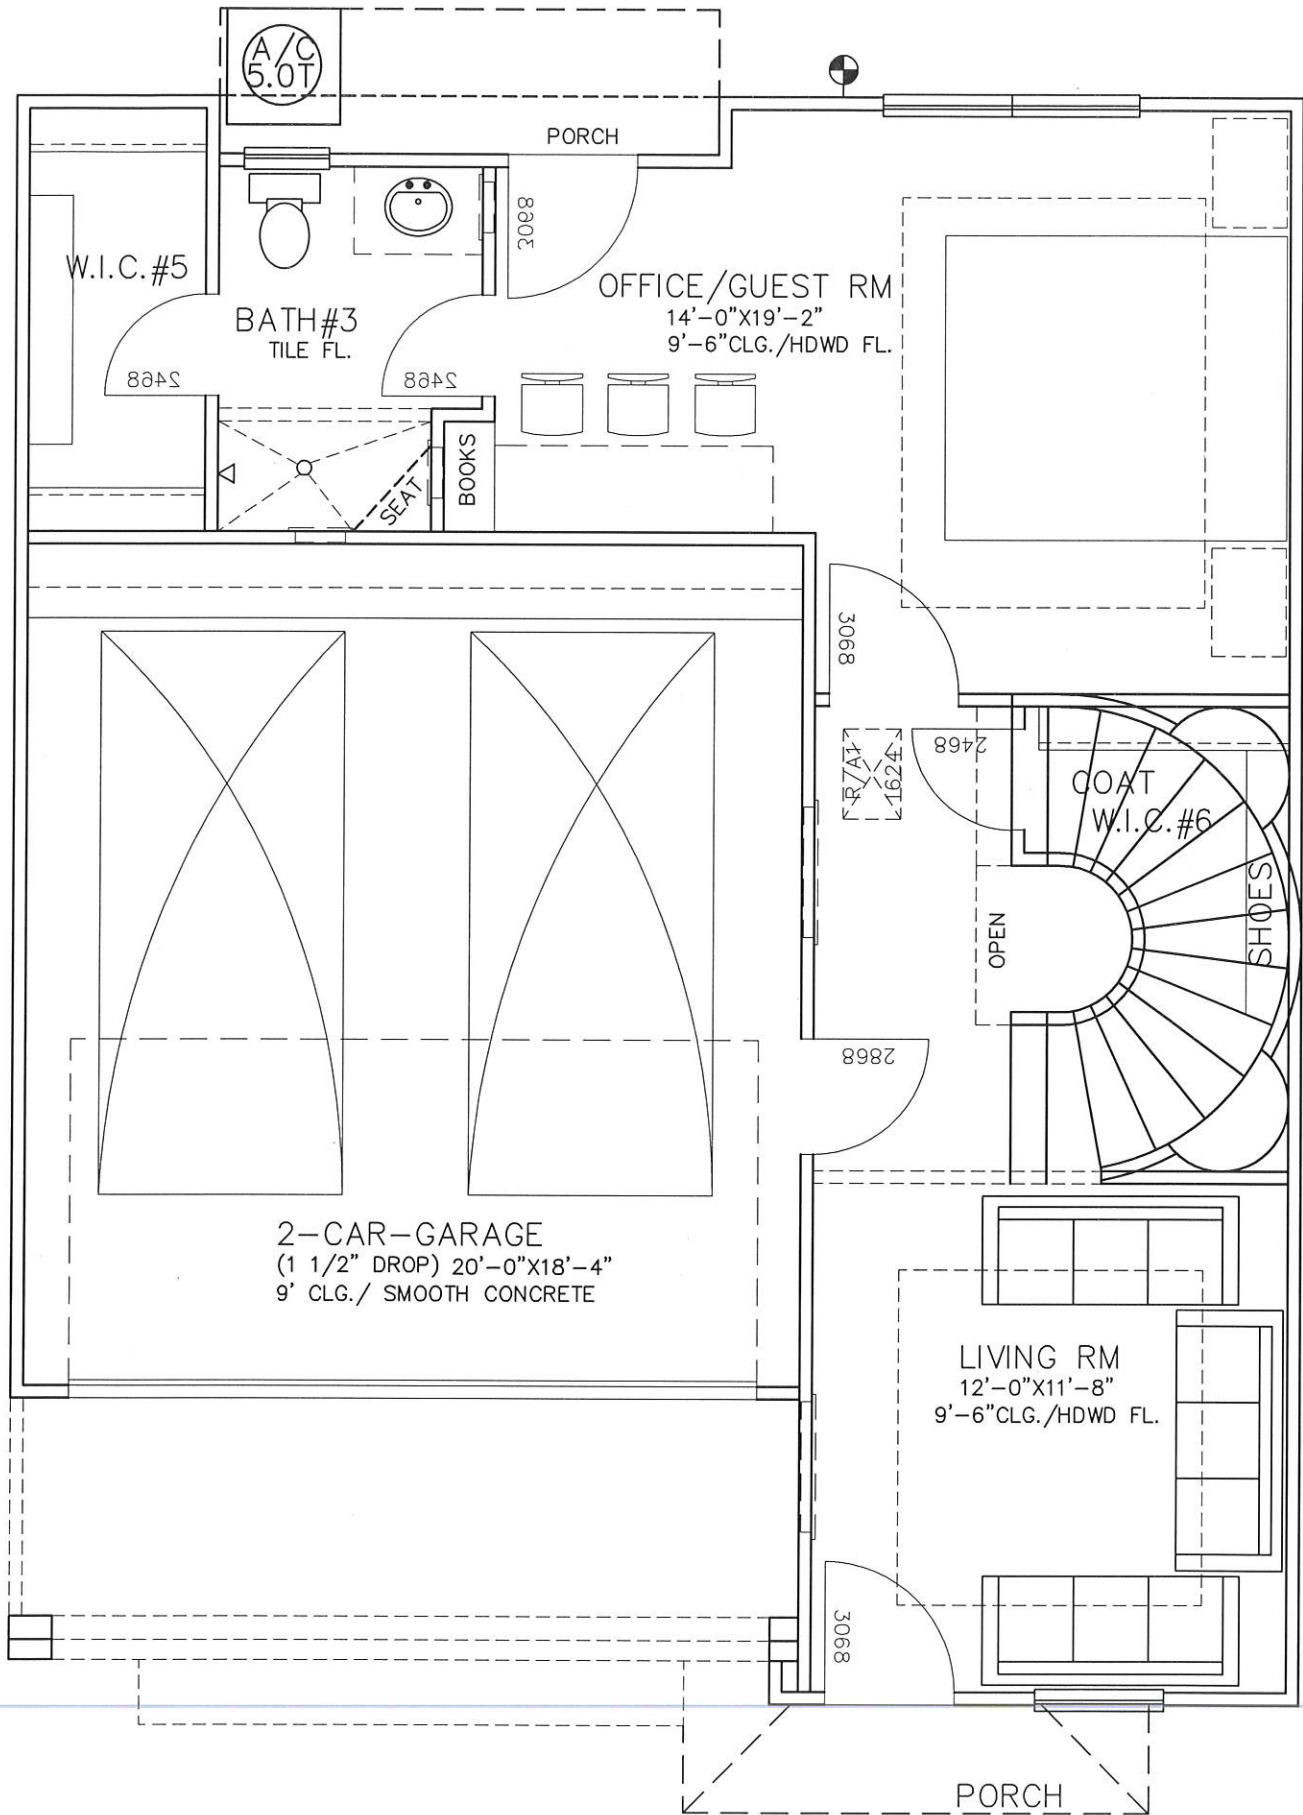 A/C
5.0T
PORCH
3068
W.I.C.#5
OFFICE/GUEST RM
14'-0"X19'-2"
9'-6"CLG./HDWD FL.
BATH#3
TILE FL.
2468
2468
BOOKS
SEAT
3068
2468
R/A
1624
COAT
W.I.C.#6
SHOES
OPEN
2868
2-CAR-GARAGE
(1 1/2" DROP) 20'-0"X18'-4"
9' CLG./ SMOOTH CONCRETE
LIVING RM
12'-0"X11'-8"
9'-6"CLG./HDWD FL.
3068
PORCH